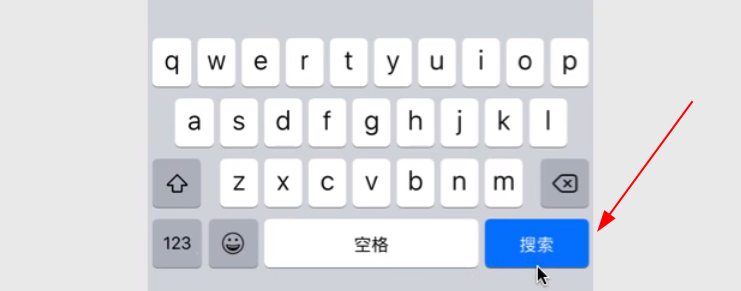 q w e r t y u i o p
a s d f g h j k l
z x c v b n m
123 空格 搜索